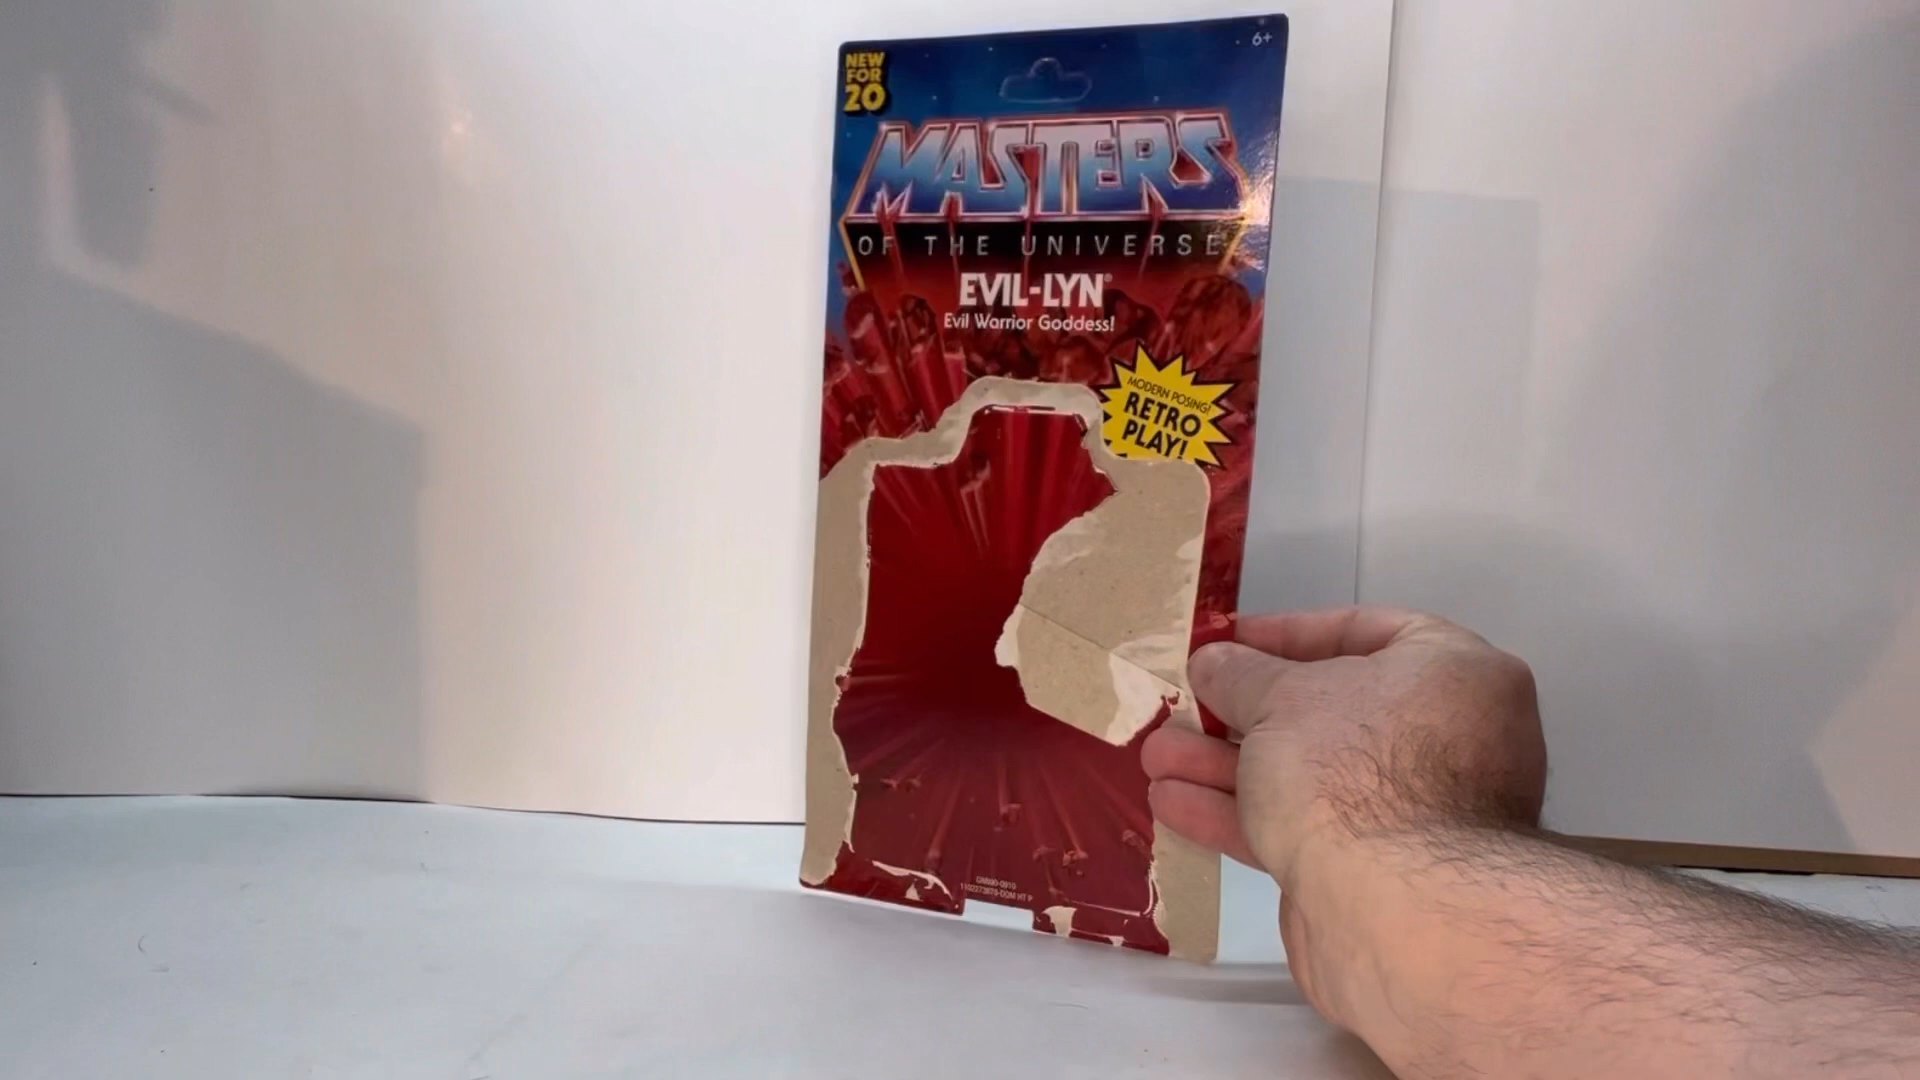 NEW
FOR
20
6+
MASTERS
OF THE UNIVERSE
EVIL-LYN®
Evil Warrior Goddess!
MODERN POSING!
RETRO
PLAY!